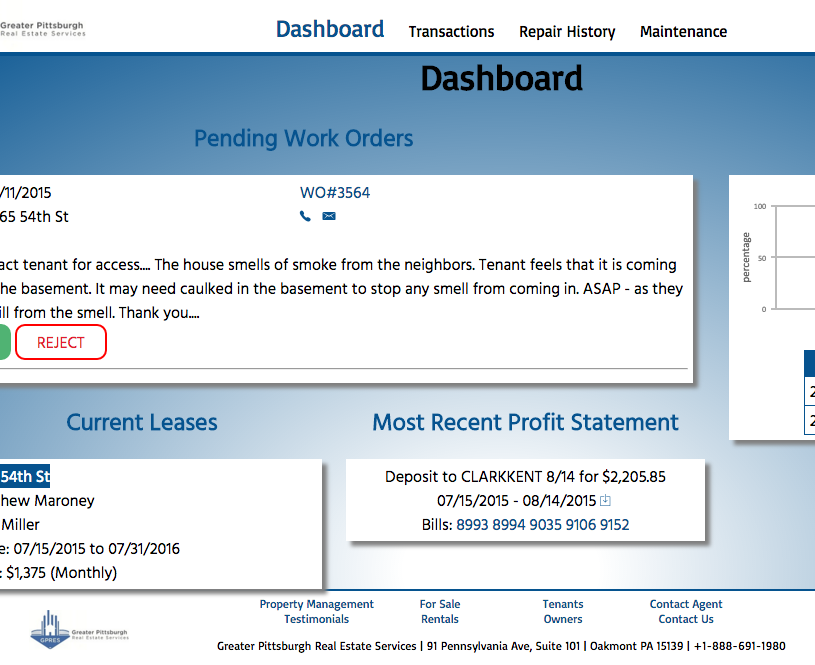 Greater Pittsburgh
Real Estate Services
Dashboard Transactions Repair History Maintenance
Dashboard
Pending Work Orders
/11/2015 WO#3564
65 54th St
act tenant for access.... The house smells of smoke from the neighbors. Tenant feels that it is coming
he basement. It may need caulked in the basement to stop any smell from coming in. ASAP - as they
ill from the smell. Thank you....
REJECT
100
50
0
percentage
2
2
Current Leases
54th St
hew Maroney
Miller
e: 07/15/2015 to 07/31/2016
: $1,375 (Monthly)
Most Recent Profit Statement
Deposit to CLARKKENT 8/14 for $2,205.85
07/15/2015 - 08/14/2015
Bills: 8993 8994 9035 9106 9152
GPRES
Greater Pittsburgh
Real Estate Services
Property Management For Sale Tenants Contact Agent
Testimonials Rentals Owners Contact Us
Greater Pittsburgh Real Estate Services | 91 Pennsylvania Ave, Suite 101 | Oakmont PA 15139 | +1-888-691-1980